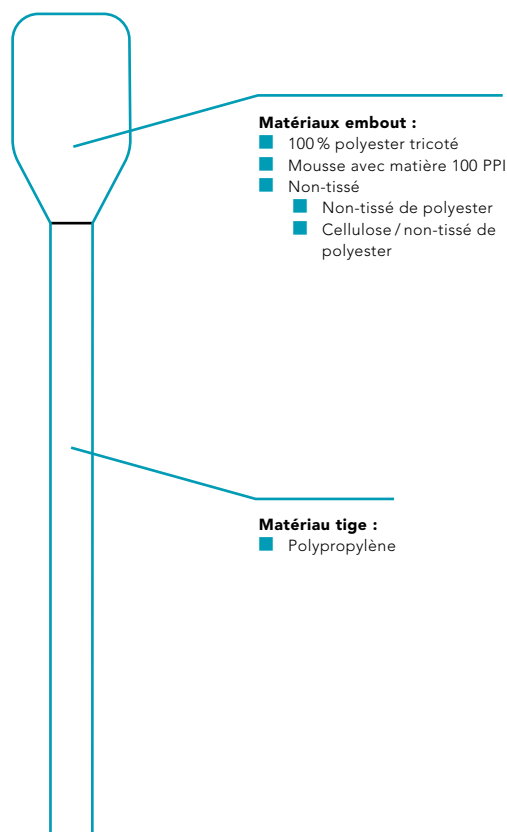 Matériaux embout :
100 % polyester tricoté
Mousse avec matière 100 PPI
Non-tissé
Non-tissé de polyester
Cellulose / non-tissé de
polyester
Matériau tige :
Polypropylène